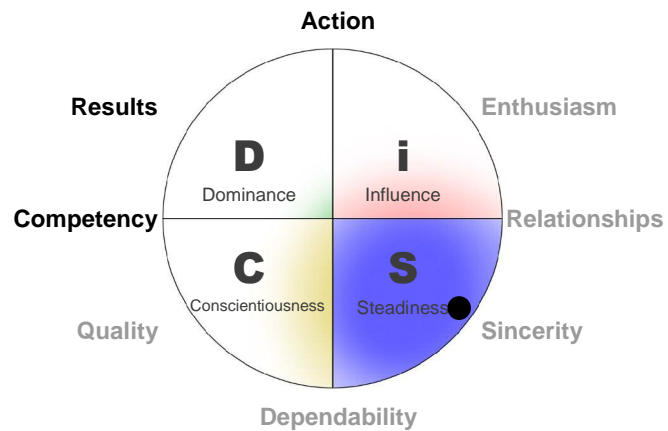 Action
Results
Enthusiasm
D
i
Dominance
Influence
Competency
Relationships
C
S
Conscientiousness
Steadiness
Quality
Sincerity
Dependability